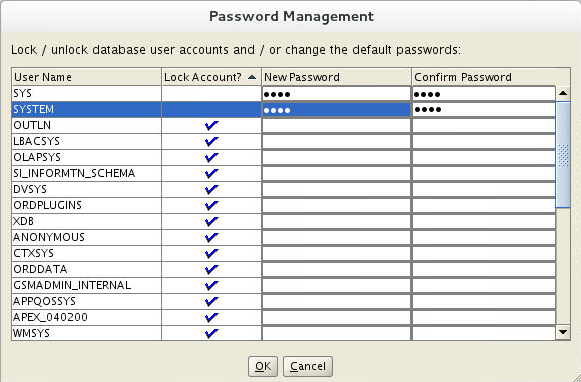 Password Management
Lock / unlock database user accounts and / or change the default passwords:
User Name Lock Account? New Password Confirm Password
SYS •••• ••••
SYSTEM •••• ••••
OUTLN
LBACSYS
OLAPSYS
SI_INFORMTN_SCHEMA
DVSYS
ORDPLUGINS
XDB
ANONYMOUS
CTXSYS
ORDDATA
GSMADMIN_INTERNAL
APPQOSSYS
APEX_040200
WMSYS
OK Cancel